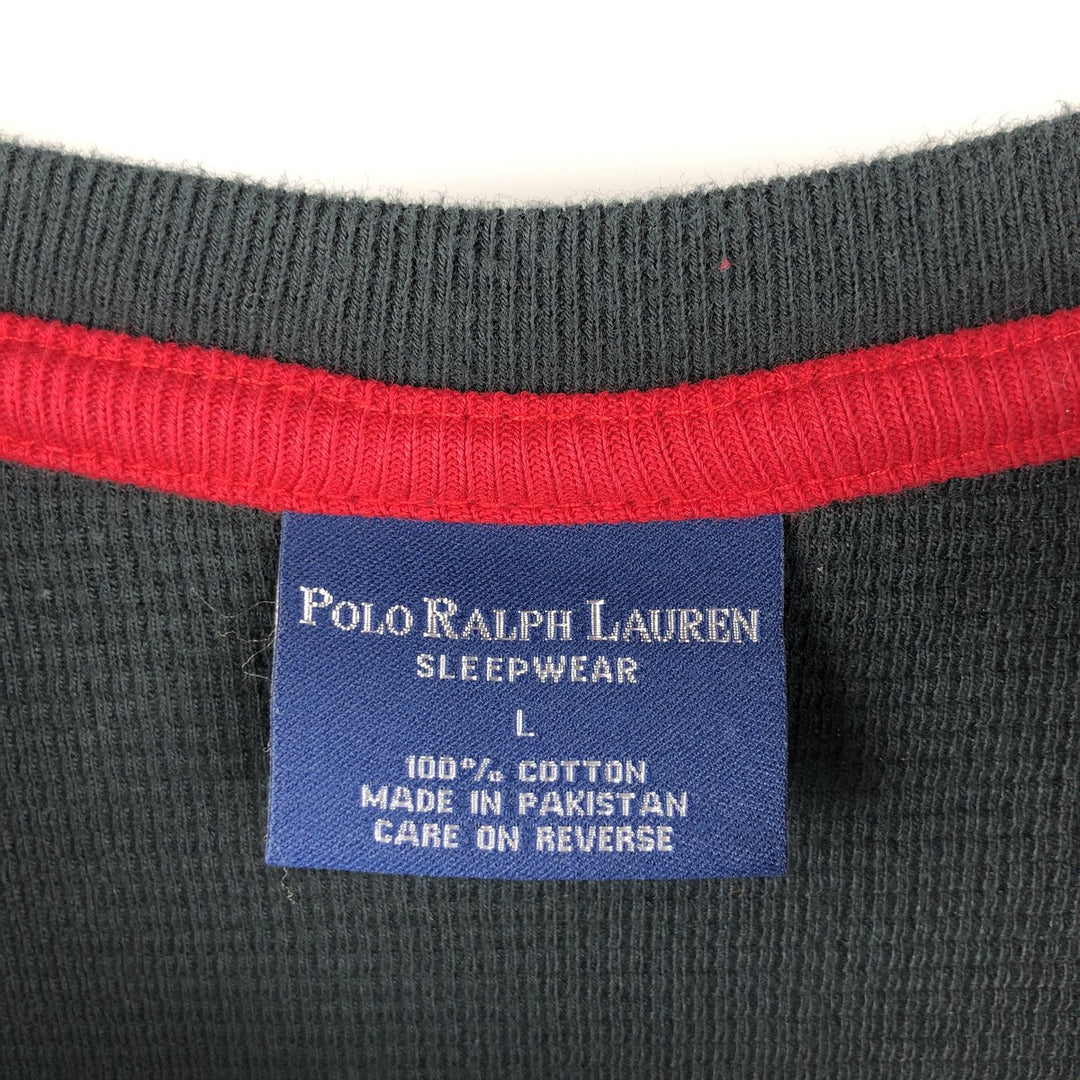 POLO RALPH LAUREN
SLEEPWEAR
L
100% COTTON
MADE IN PAKISTAN
CARE ON REVERSE